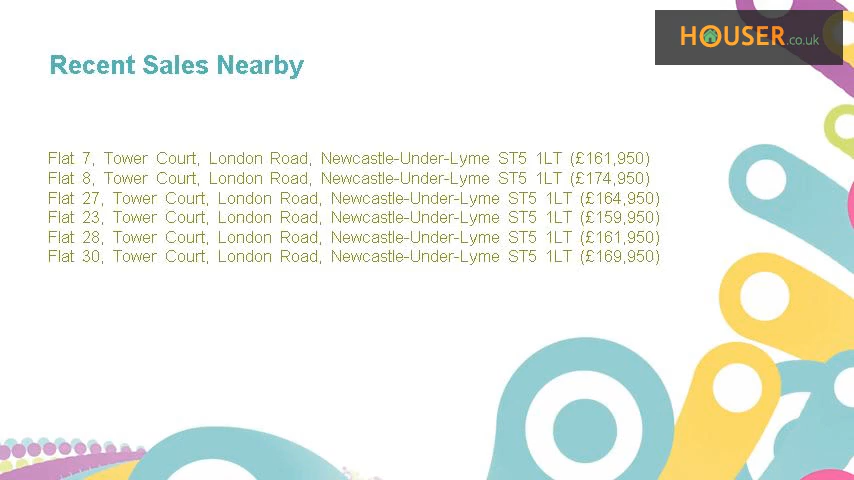 HOUSER.co.uk
Recent Sales Nearby
Flat 7, Tower Court, London Road, Newcastle-Under-Lyme ST5 1LT (£161,950)
Flat 8, Tower Court, London Road, Newcastle-Under-Lyme ST5 1LT (£174,950)
Flat 27, Tower Court, London Road, Newcastle-Under-Lyme ST5 1LT (£164,950)
Flat 23, Tower Court, London Road, Newcastle-Under-Lyme ST5 1LT (£159,950)
Flat 28, Tower Court, London Road, Newcastle-Under-Lyme ST5 1LT (£161,950)
Flat 30, Tower Court, London Road, Newcastle-Under-Lyme ST5 1LT (£169,950)